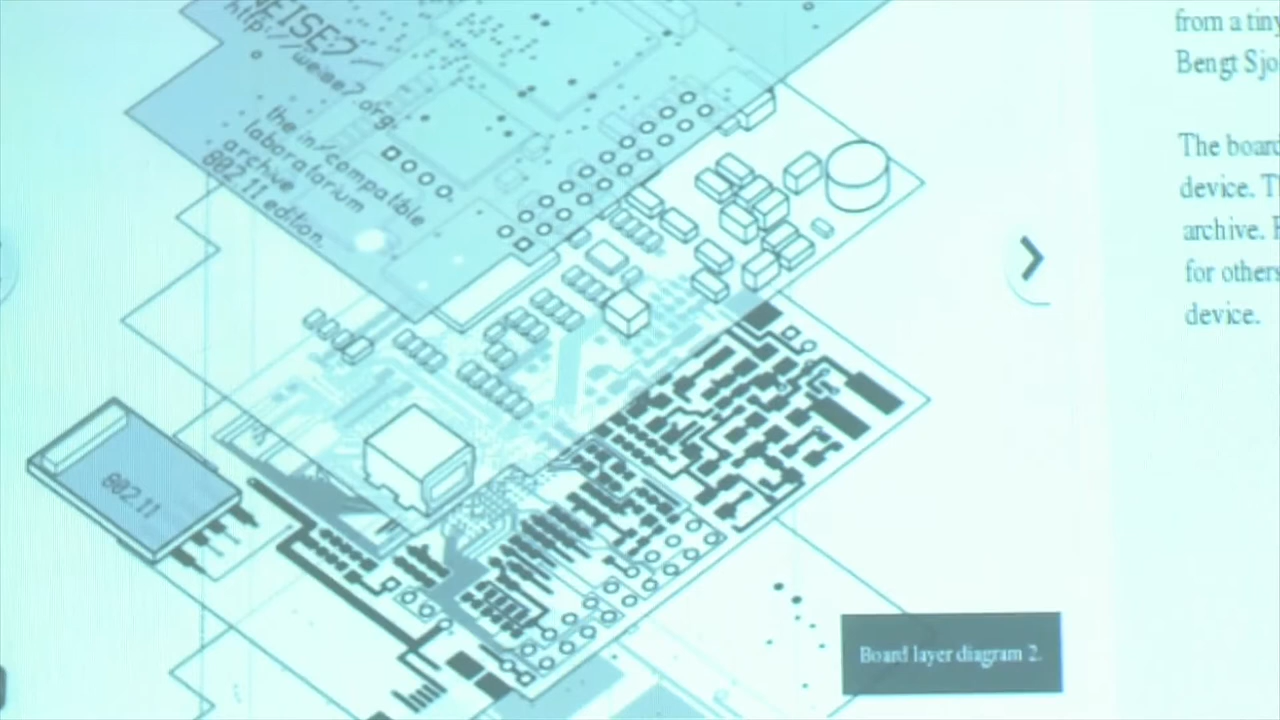 WEISE7/
http://weise7.org
the in/compatible
laboratorium
archive
802.11 edition.
802.11
from a tiny
Bengt Sjo
The board
device. T
archive.
for others
device.
Board layer diagram 2.